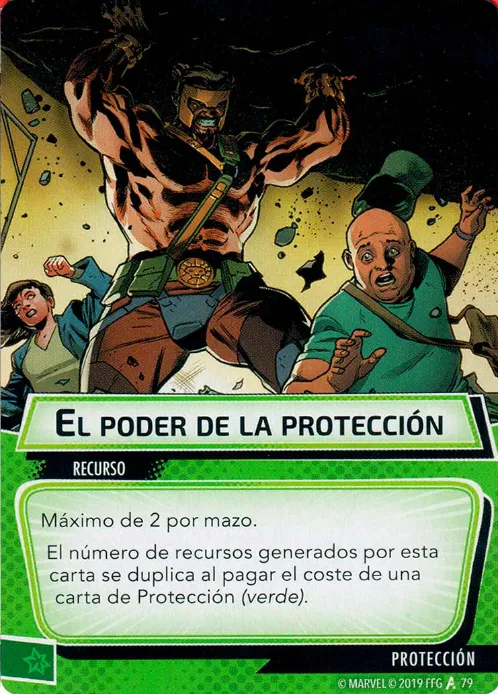 EL PODER DE LA PROTECCIÓN
RECURSO
Máximo de 2 por mazo.
El número de recursos generados por esta
carta se duplica al pagar el coste de una
carta de Protección (verde).
PROTECCIÓN
© MARVEL © 2019 FFG 79